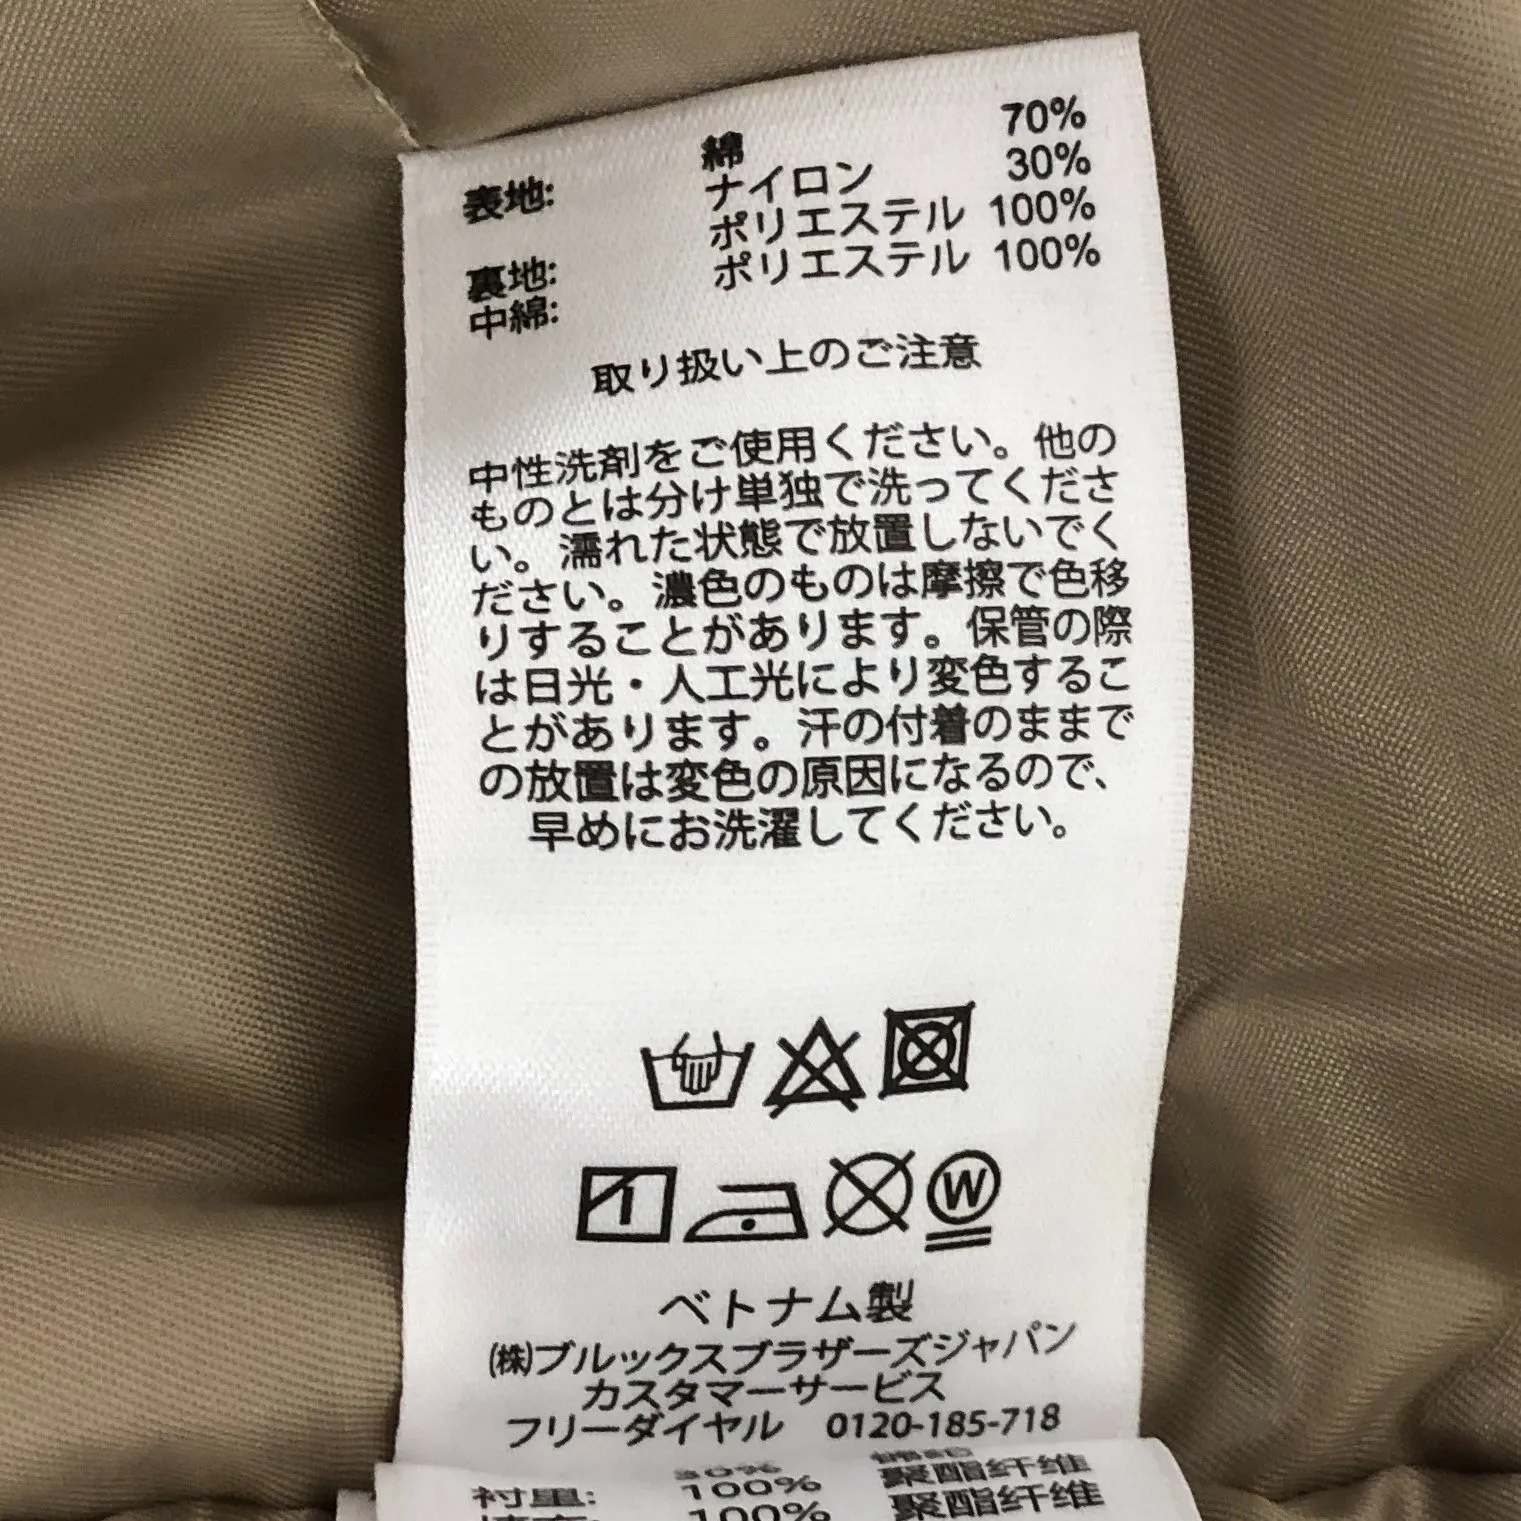 表地: 綿 70%
ナイロン 30%
裏地: ポリエステル 100%
中綿: ポリエステル 100%
取り扱い上のご注意
中性洗剤をご使用ください。他の
ものとは分け単独で洗ってくださ
い。濡れた状態で放置しないでく
ださい。濃色のものは摩擦で色移
りすることがあります。保管の際
は日光・人工光により変色するこ
とがあります。汗の付着のままで
の放置は変色の原因になるので、
早めにお洗濯してください。
W
ベトナム製
(株)ブルックスブラザーズジャパン
カスタマーサービス
フリーダイヤル 0120-185-718
30%
衬里: 100% 聚酯纤维
100% 聚酯纤维